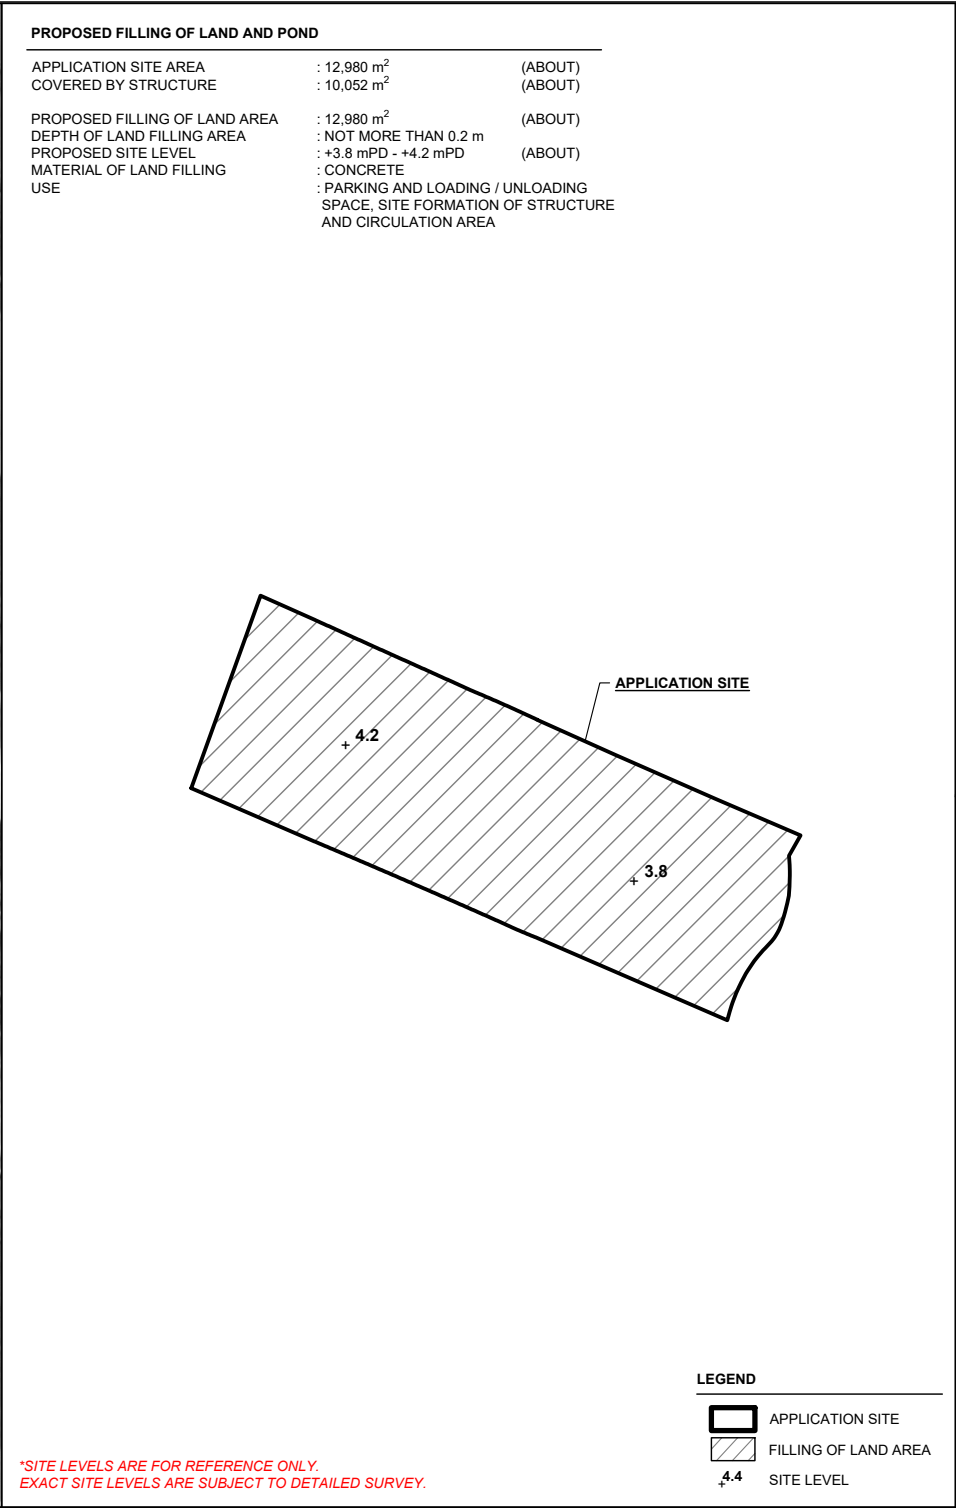 PROPOSED FILLING OF LAND AND POND
APPLICATION SITE AREA : 12,980 m² (ABOUT)
COVERED BY STRUCTURE : 10,052 m² (ABOUT)
PROPOSED FILLING OF LAND AREA : 12,980 m² (ABOUT)
DEPTH OF LAND FILLING AREA : NOT MORE THAN 0.2 m
PROPOSED SITE LEVEL : +3.8 mPD - +4.2 mPD (ABOUT)
MATERIAL OF LAND FILLING : CONCRETE
USE : PARKING AND LOADING / UNLOADING
SPACE, SITE FORMATION OF STRUCTURE
AND CIRCULATION AREA
APPLICATION SITE
4.2
3.8
LEGEND
APPLICATION SITE
FILLING OF LAND AREA
4.4 SITE LEVEL
*SITE LEVELS ARE FOR REFERENCE ONLY.
EXACT SITE LEVELS ARE SUBJECT TO DETAILED SURVEY.